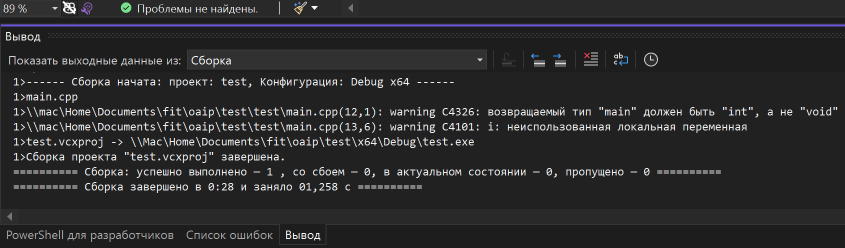 89 %
Проблемы не найдены.
Вывод
Показать выходные данные из: Сборка
1>------ Сборка начата: проект: test, Конфигурация: Debug x64 ------
1>main.cpp
1>\\mac\Home\Documents\fit\oaip\test\test\main.cpp(12,1): warning C4326: возвращаемый тип "main" должен быть "int", а не "void"
1>\\mac\Home\Documents\fit\oaip\test\test\main.cpp(13,6): warning C4101: i: неиспользованная локальная переменная
1>test.vcxproj -> \\Mac\Home\Documents\fit\oaip\test\x64\Debug\test.exe
1>Сборка проекта "test.vcxproj" завершена.
========== Сборка: успешно выполнено — 1 , со сбоем — 0, в актуальном состоянии — 0, пропущено — 0 ==========
========== Сборка завершено в 0:28 и заняло 01,258 с ==========
PowerShell для разработчиков Список ошибок Вывод